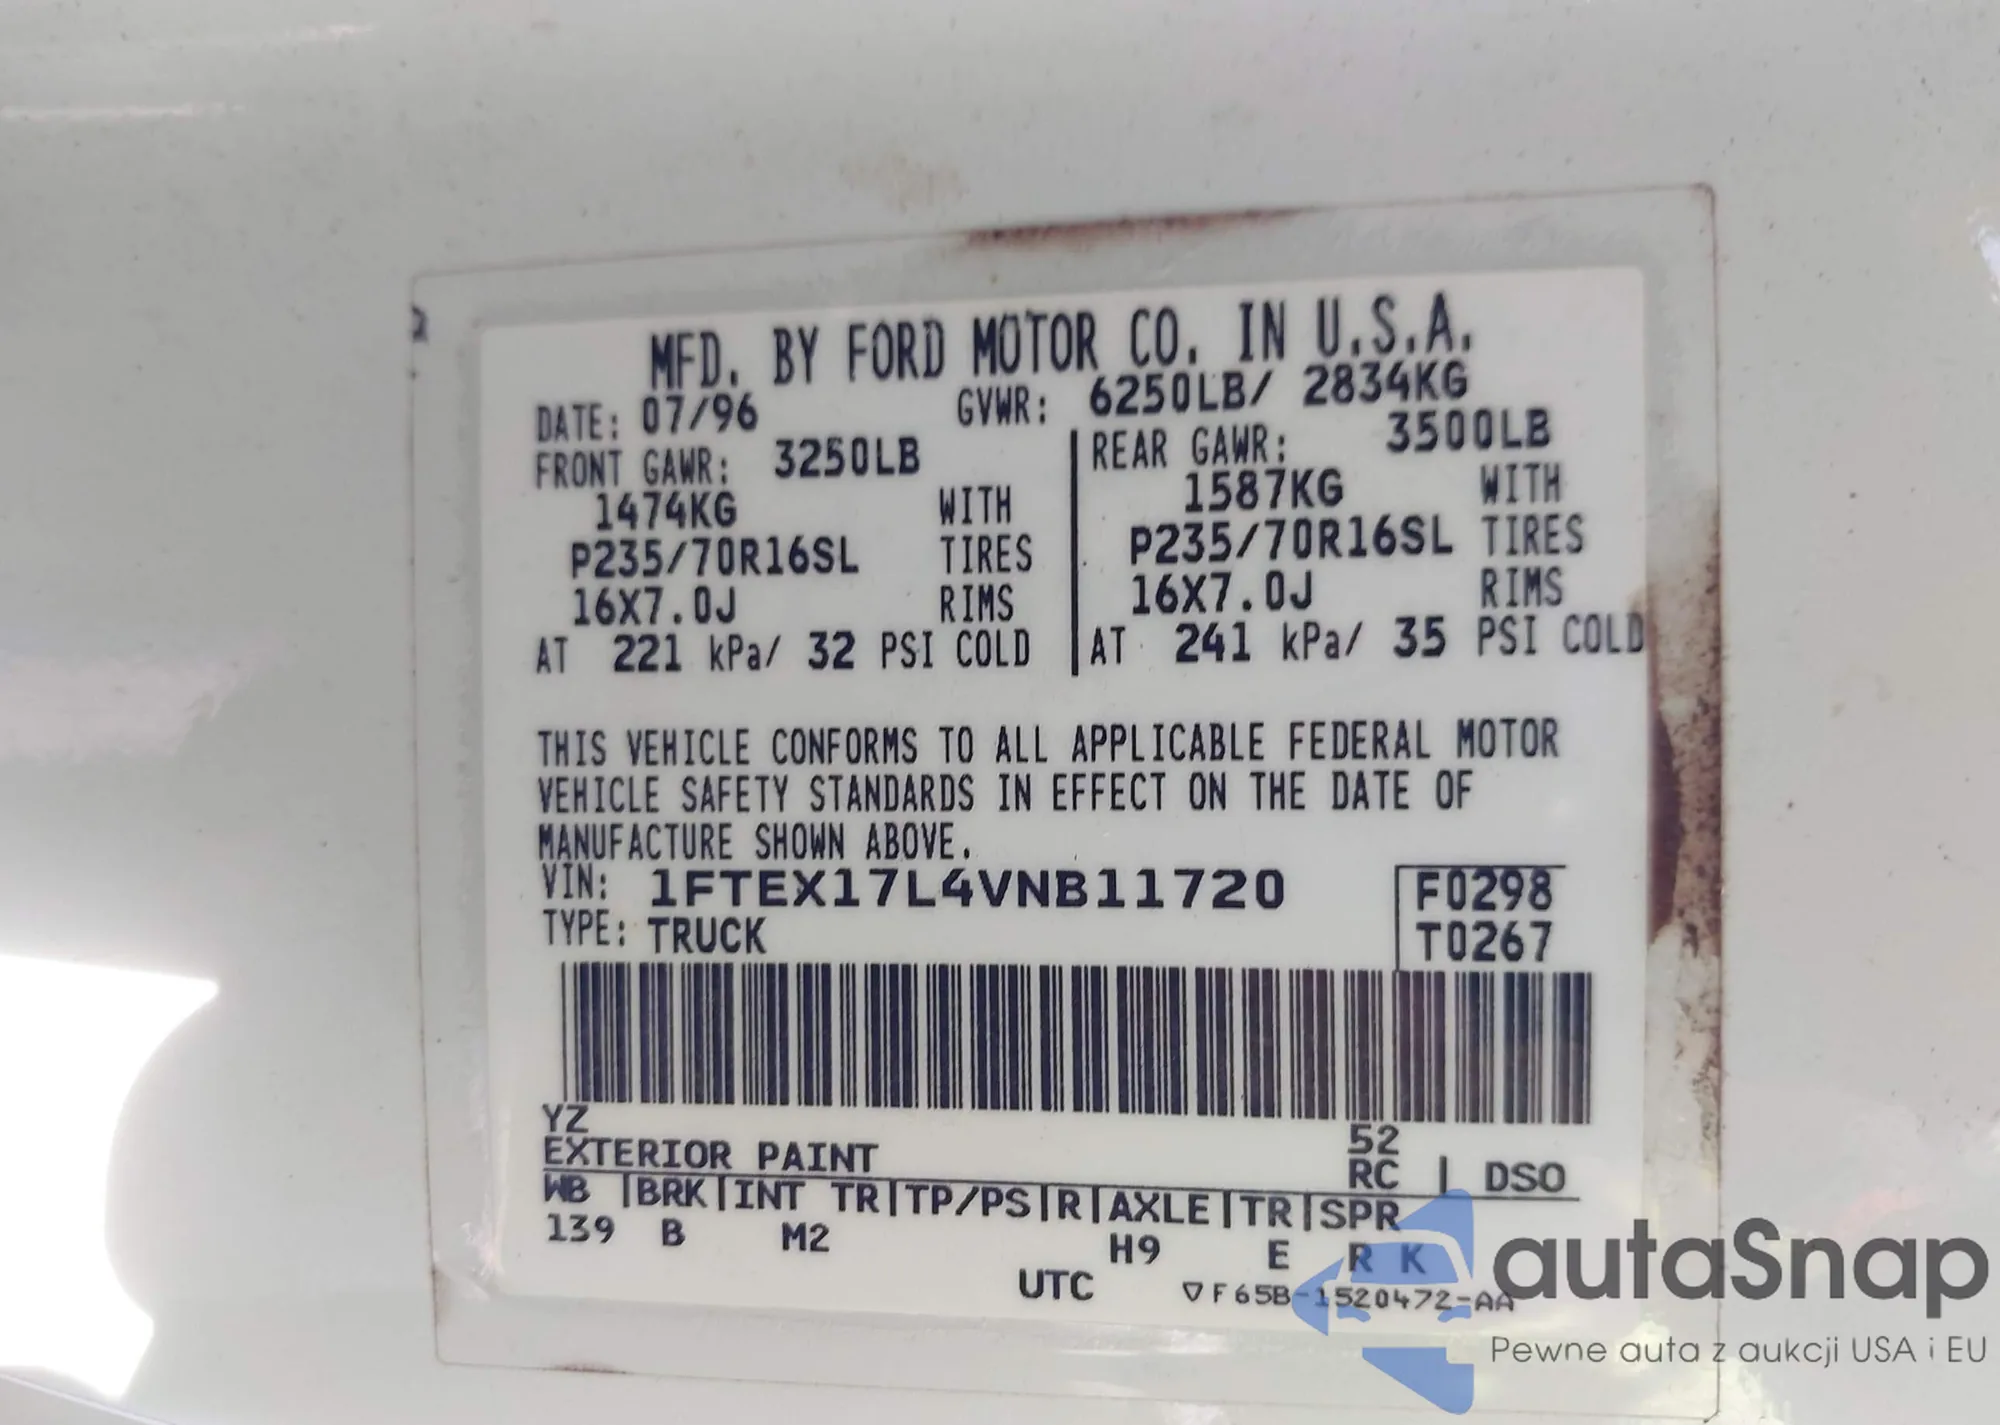 MFD. BY FORD MOTOR CO. IN U.S.A.
DATE: 07/96 GVWR: 6250LB/ 2834KG
FRONT GAWR: 3250LB
1474KG WITH
P235/70R16SL TIRES
16X7.0J RIMS
AT 221 kPa/ 32 PSI COLD
REAR GAWR: 3500LB
1587KG WITH
P235/70R16SL TIRES
16X7.0J RIMS
AT 241 kPa/ 35 PSI COLD
THIS VEHICLE CONFORMS TO ALL APPLICABLE FEDERAL MOTOR
VEHICLE SAFETY STANDARDS IN EFFECT ON THE DATE OF
MANUFACTURE SHOWN ABOVE.
VIN: 1FTEX17L4VNB11720 F0298
TYPE: TRUCK T0267
YZ 52
EXTERIOR PAINT RC | DSO
WB |BRK|INT TR|TP/PS|R|AXLE|TR|SPR
139 B M2 H9 E R K
UTC ▽F65B-1520472-AA
autaSnap
Pewne auta z aukcji USA i EU